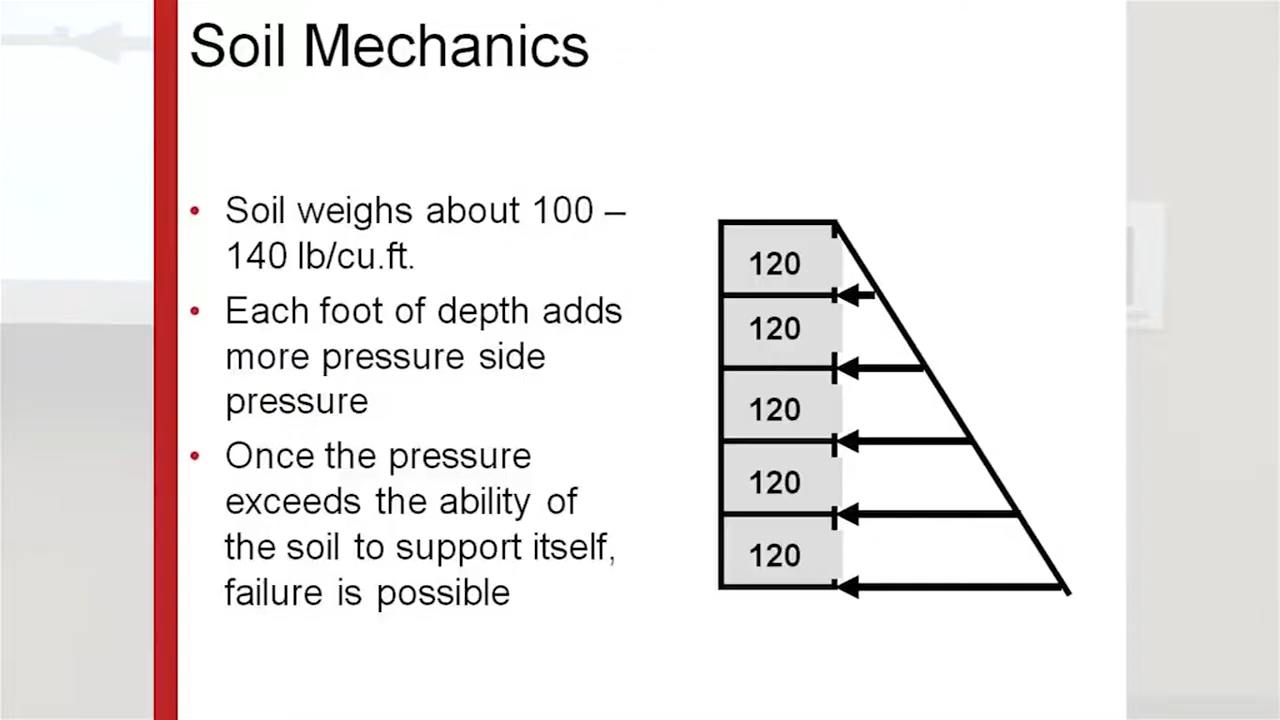 Soil Mechanics
• Soil weighs about 100 –
140 lb/cu.ft.
• Each foot of depth adds
more pressure side
pressure
• Once the pressure
exceeds the ability of
the soil to support itself,
failure is possible
120
120
120
120
120